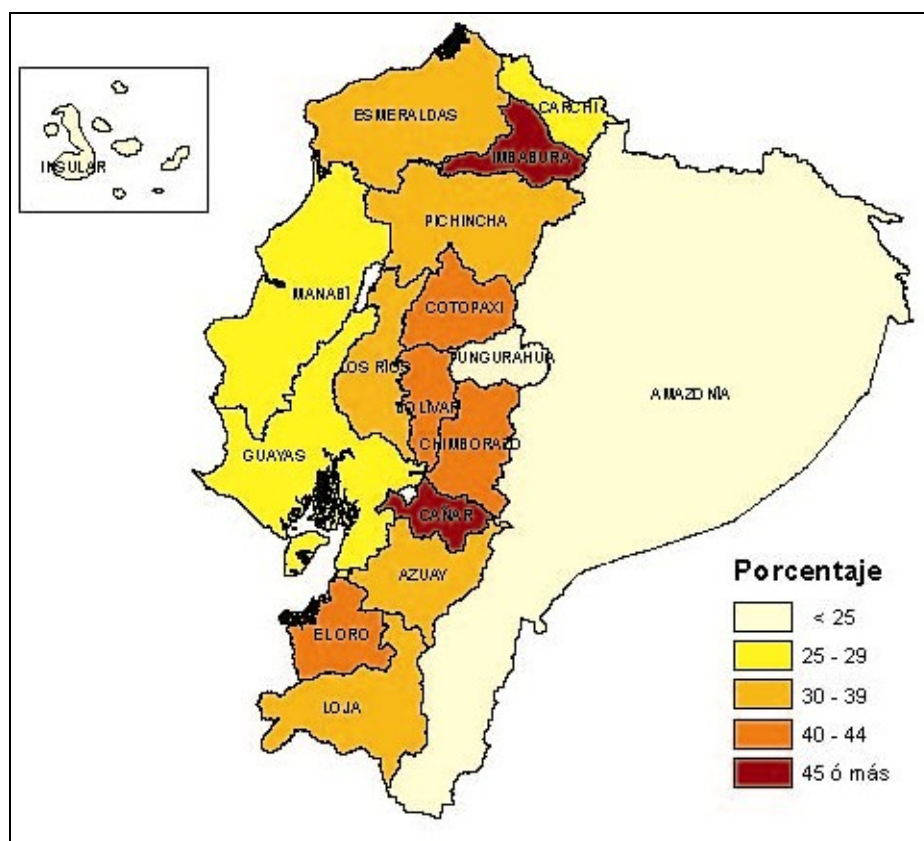 ESMERALDAS
CARCHI
IMBABURA
INSULAR
PICHINCHA
MANABÍ
COTOPAXI
TUNGURAHUA
LOS RÍOS
AMAZONÍA
BOLÍVAR
CHIMBORAZO
GUAYAS
CAÑAR
AZUAY
EL ORO
LOJA
Porcentaje
< 25
25 - 29
30 - 39
40 - 44
45 ó más